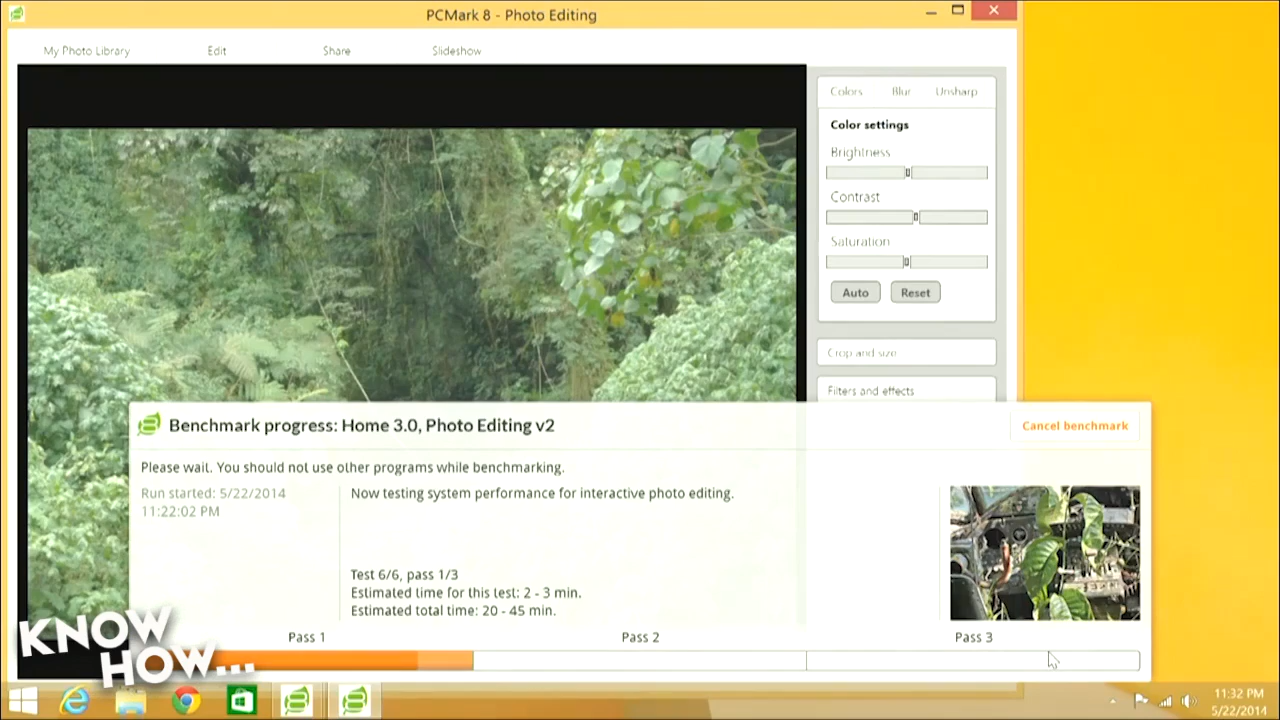 PCMark 8 - Photo Editing
My Photo Library
Edit
Share
Slideshow
Colors
Blur
Unsharp
Color settings
Brightness
Contrast
Saturation
Auto
Reset
Crop and size
Filters and effects
Benchmark progress: Home 3.0, Photo Editing v2
Cancel benchmark
Please wait. You should not use other programs while benchmarking.
Run started: 5/22/2014
11:22:02 PM
Now testing system performance for interactive photo editing.
Test 6/6, pass 1/3
Estimated time for this test: 2 - 3 min.
Estimated total time: 20 - 45 min.
Pass 1
Pass 2
Pass 3
KNOW
HOW...
11:32 PM
5/22/2014